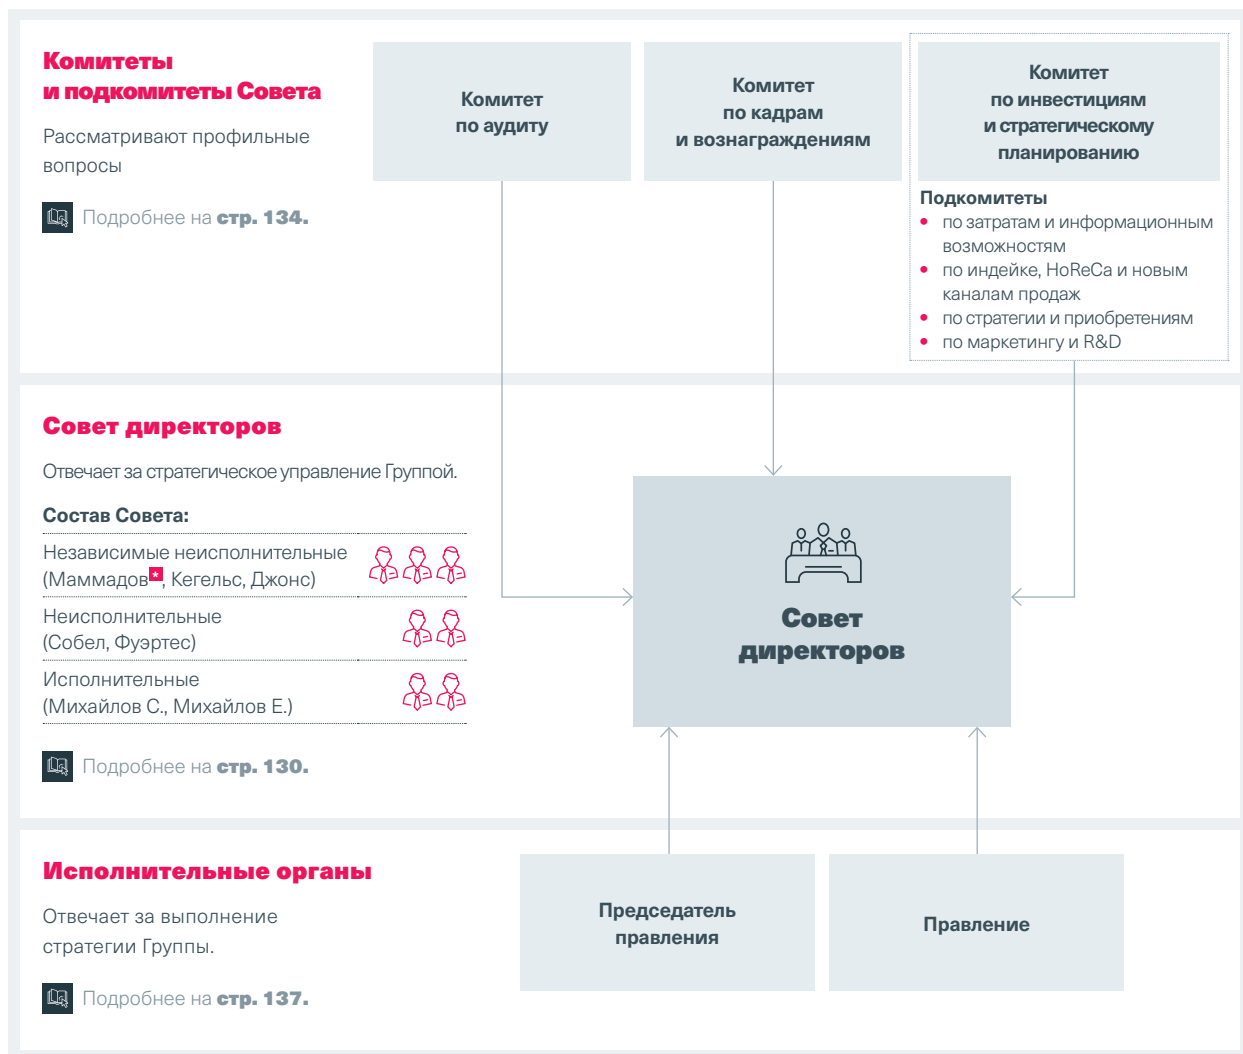 Комитеты
и подкомитеты Совета
Рассматривают профильные
вопросы
Подробнее на стр. 134.
Комитет
по аудиту
Комитет
по кадрам
и вознаграждениям
Комитет
по инвестициям
и стратегическому
планированию
Подкомитеты
• по затратам и информационным
возможностям
• по индейке, HoReCa и новым
каналам продаж
• по стратегии и приобретениям
• по маркетингу и R&D
Совет директоров
Отвечает за стратегическое управление Группой.
Состав Совета:
Независимые неисполнительные
(Маммадов*, Кегельс, Джонс)
Неисполнительные
(Собел, Фуэртес)
Исполнительные
(Михайлов С., Михайлов Е.)
Подробнее на стр. 130.
Совет
директоров
Исполнительные органы
Отвечает за выполнение
стратегии Группы.
Подробнее на стр. 137.
Председатель
правления
Правление